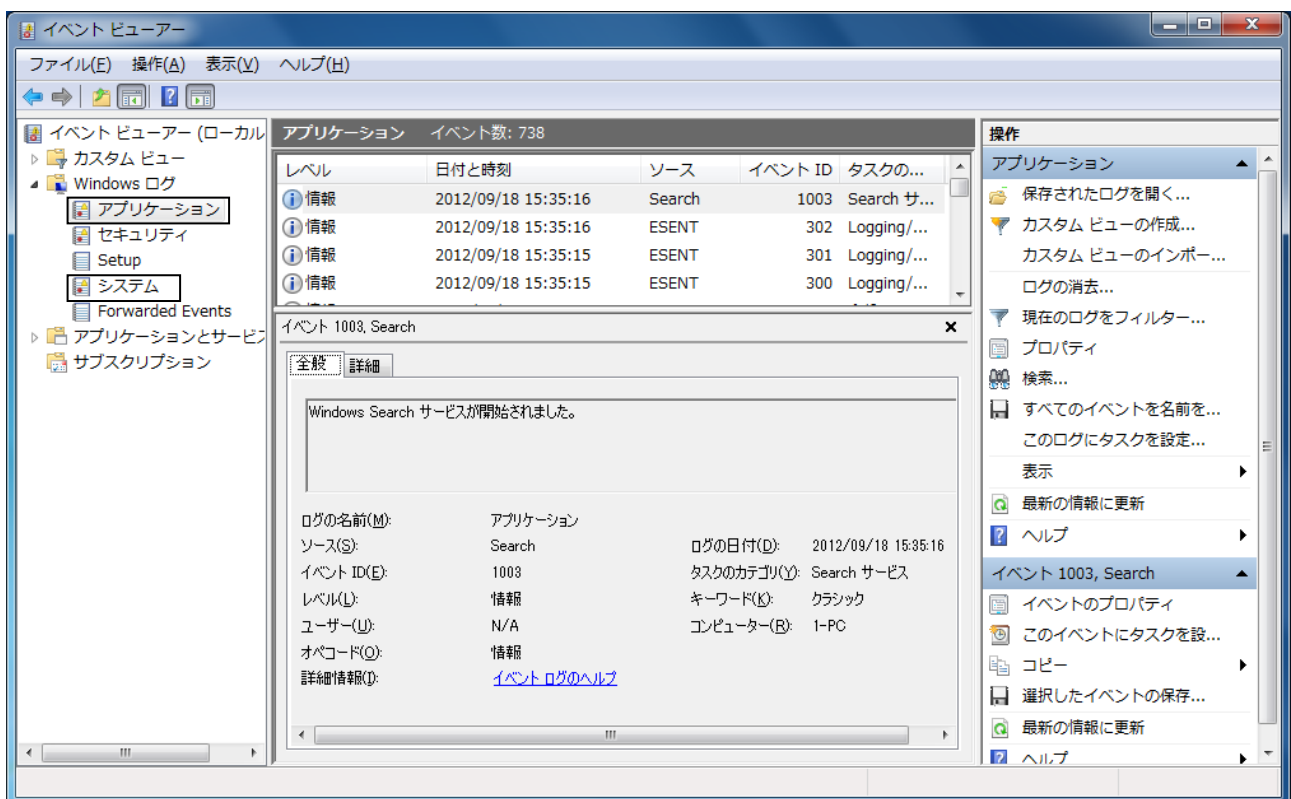 イベント ビューアー
ファイル(F) 操作(A) 表示(V) ヘルプ(H)
イベント ビューアー (ローカル
カスタム ビュー
Windows ログ
アプリケーション
セキュリティ
Setup
システム
Forwarded Events
アプリケーションとサービス
サブスクリプション
アプリケーション イベント数: 738
レベル 日付と時刻 ソース イベント ID タスクの...
情報 2012/09/18 15:35:16 Search 1003 Search サ...
情報 2012/09/18 15:35:16 ESENT 302 Logging/...
情報 2012/09/18 15:35:15 ESENT 301 Logging/...
情報 2012/09/18 15:35:15 ESENT 300 Logging/...
イベント 1003, Search
全般 詳細
Windows Search サービスが開始されました。
ログの名前(M): アプリケーション
ソース(S): Search ログの日付(D): 2012/09/18 15:35:16
イベント ID(E): 1003 タスクのカテゴリ(Y): Search サービス
レベル(L): 情報 キーワード(K): クラシック
ユーザー(U): N/A コンピューター(R): 1-PC
オペコード(O): 情報
詳細情報(I): イベント ログのヘルプ
操作
アプリケーション
保存されたログを開く...
カスタム ビューの作成...
カスタム ビューのインポー...
ログの消去...
現在のログをフィルター...
プロパティ
検索...
すべてのイベントを名前を...
このログにタスクを設定...
表示
最新の情報に更新
ヘルプ
イベント 1003, Search
イベントのプロパティ
このイベントにタスクを設...
コピー
選択したイベントの保存...
最新の情報に更新
ヘルプ